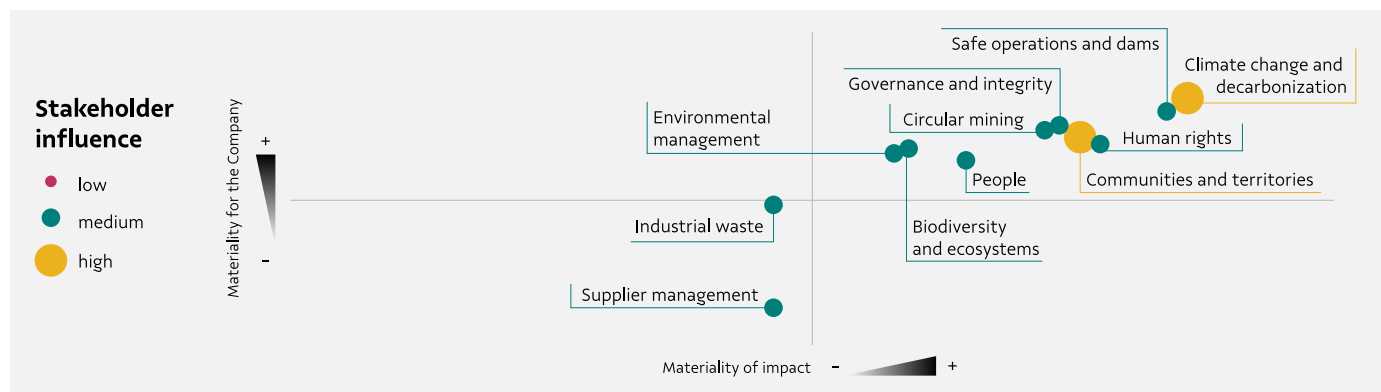 Stakeholder
influence
low
medium
high
Materiality for the Company
+
-
Safe operations and dams
Climate change and
decarbonization
Governance and integrity
Environmental
management
Circular mining
Human rights
People
Communities and territories
Industrial waste
Biodiversity
and ecosystems
Supplier management
Materiality of impact - +